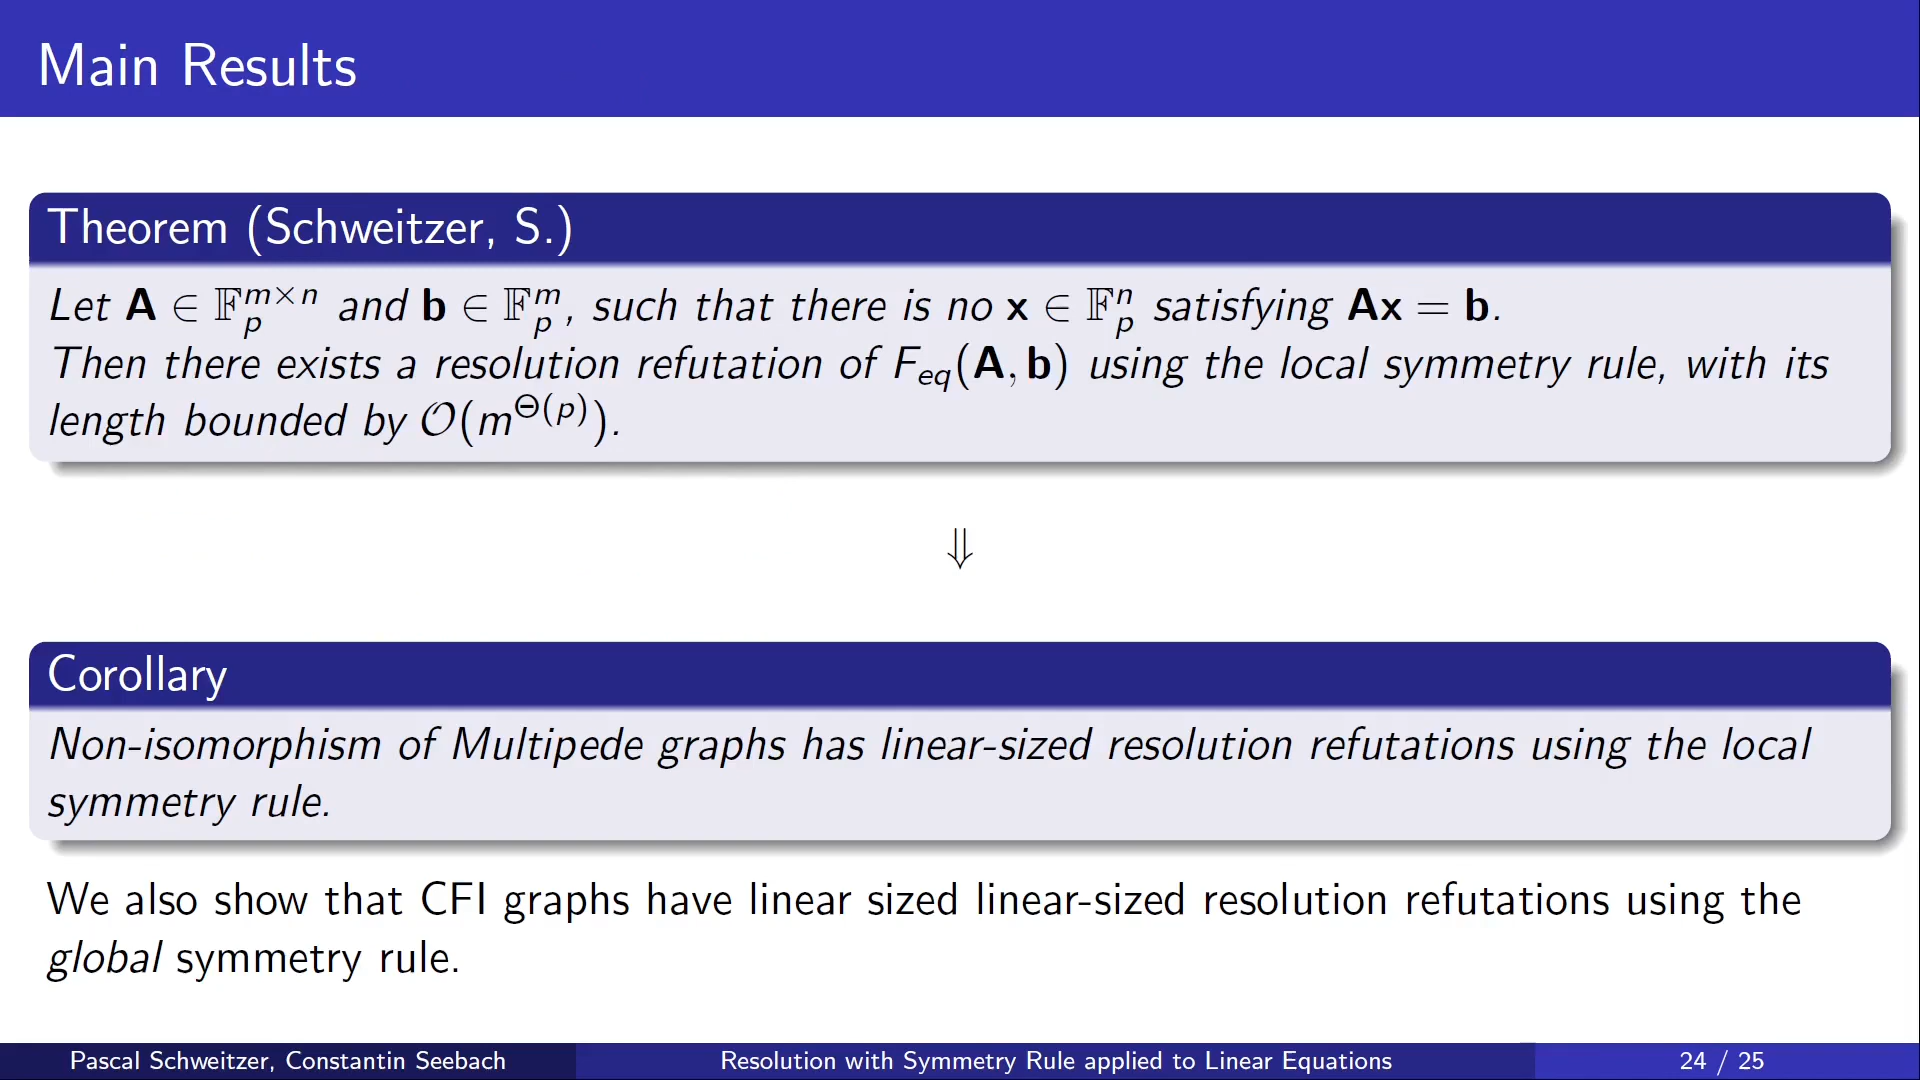 Main Results
Theorem (Schweitzer, S.)
Let A ∈ 𝔽_p^{m×n} and b ∈ 𝔽_p^m, such that there is no x ∈ 𝔽_p^n satisfying Ax = b.
Then there exists a resolution refutation of F_{eq}(A, b) using the local symmetry rule, with its
length bounded by 𝒪(m^{Θ(p)}).
⇓
Corollary
Non-isomorphism of Multipede graphs has linear-sized resolution refutations using the local
symmetry rule.
We also show that CFI graphs have linear sized linear-sized resolution refutations using the
global symmetry rule.
Pascal Schweitzer, Constantin Seebach
Resolution with Symmetry Rule applied to Linear Equations
24 / 25